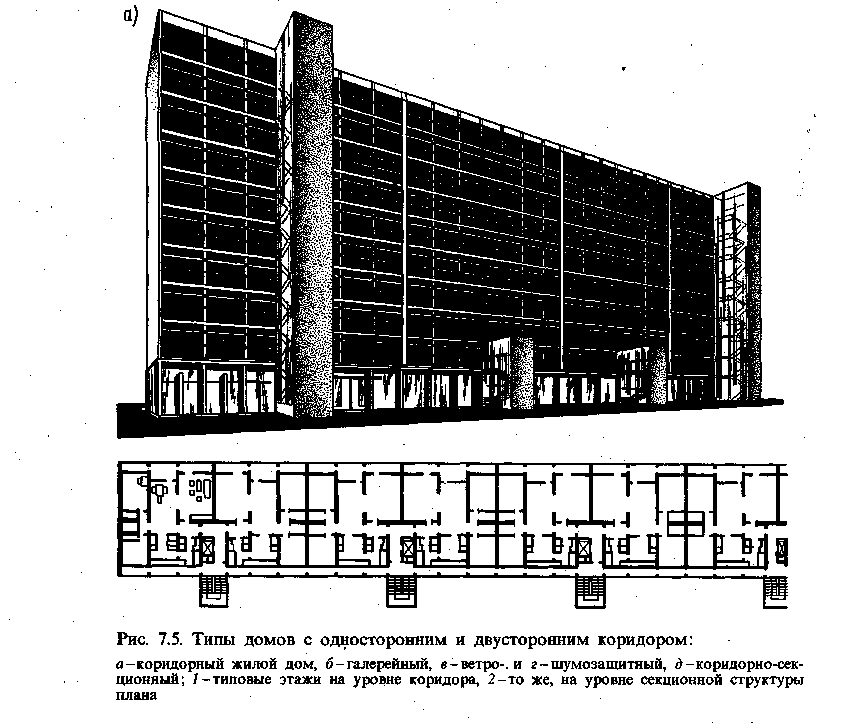 а)
Рис. 7.5. Типы домов с односторонним и двусторонним коридором:
а–коридорный жилой дом, б–галерейный, в–ветро-. и г–шумозащитный, д–коридорно-сек-
ционный; 1–типовые этажи на уровне коридора, 2–то же, на уровне секционной структуры
плана